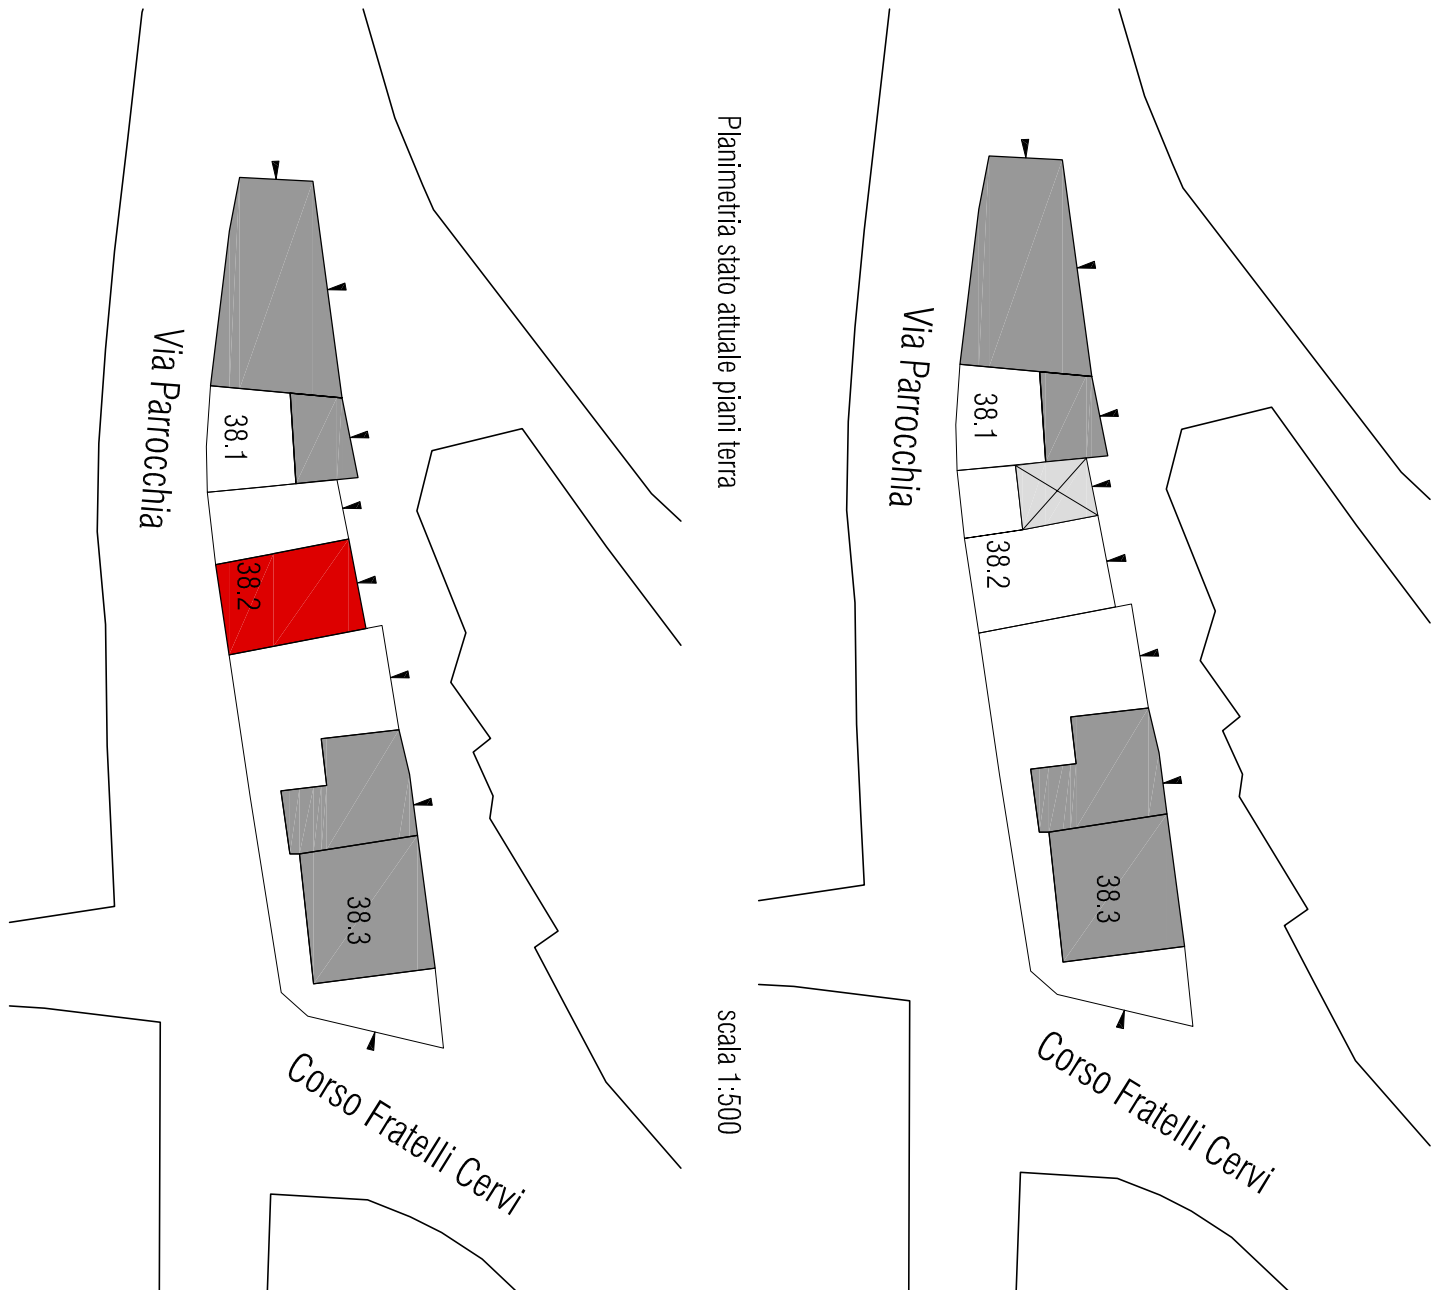 Via Parrocchia
38.1
38.2
38.3
Corso Fratelli Cervi
Planimetria stato attuale piani terra
scala 1:500
Via Parrocchia
38.1
38.2
38.3
Corso Fratelli Cervi